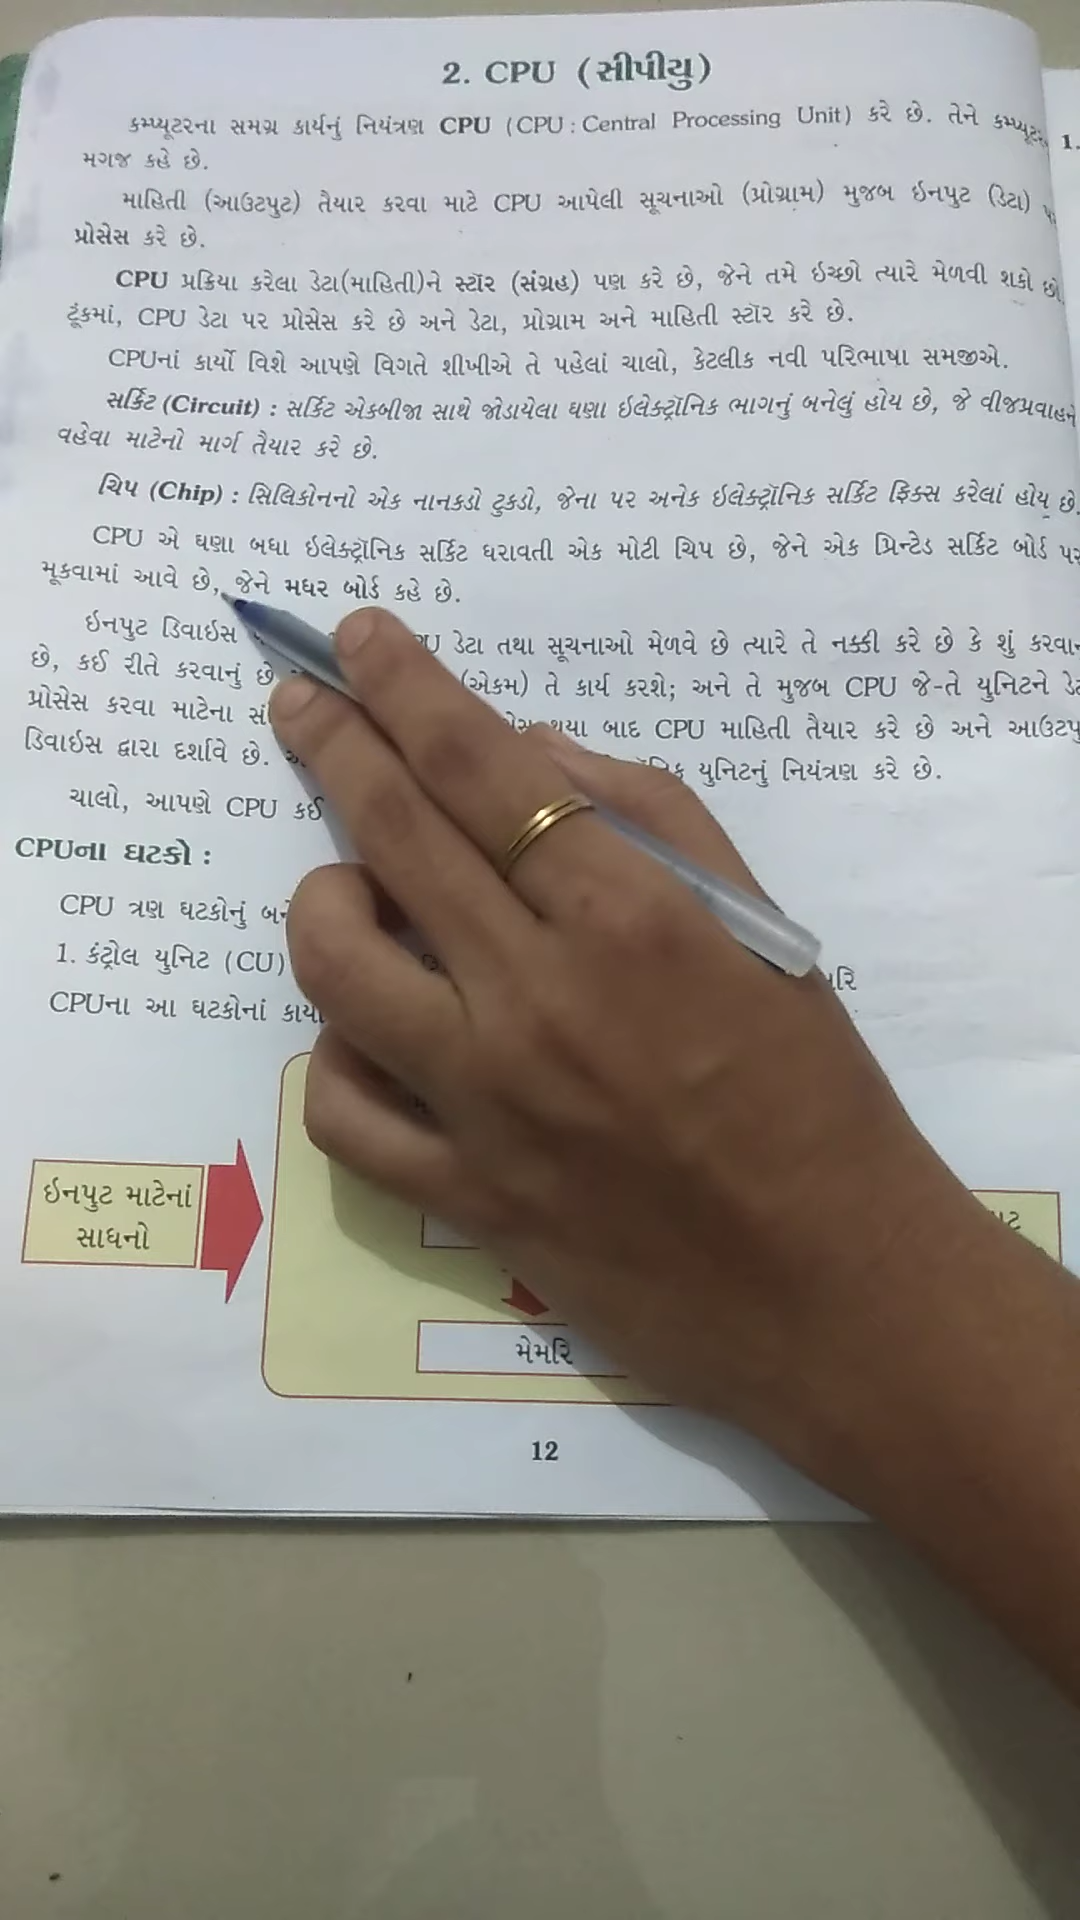 2. CPU (સીપીયુ)
કમ્પ્યૂટરના સમગ્ર કાર્યનું નિયંત્રણ CPU (CPU : Central Processing Unit) કરે છે. તેને
મગજ કહે છે.
માહિતી (આઉટપુટ) તૈયાર કરવા માટે CPU આપેલી સૂચનાઓ (પ્રોગ્રામ) મુજબ ઇનપુટ (ડેટા)
પ્રોસેસ કરે છે.
CPU પ્રક્રિયા કરેલા ડેટા(માહિતી)ને સ્ટૉર (સંગ્રહ) પણ કરે છે, જેને તમે ઇચ્છો ત્યારે મેળવી શકો છો.
ટૂંકમાં, CPU ડેટા પર પ્રોસેસ કરે છે અને ડેટા, પ્રોગ્રામ અને માહિતી સ્ટૉર કરે છે.
CPUનાં કાર્યો વિશે આપણે વિગતે શીખીએ તે પહેલાં ચાલો, કેટલીક નવી પરિભાષા સમજીએ.
સર્કિટ (Circuit) : સર્કિટ એકબીજા સાથે જોડાયેલા ઘણા ઇલેક્ટ્રૉનિક ભાગનું બનેલું હોય છે, જે વીજપ્રવાહને
વહેવા માટેનો માર્ગ તૈયાર કરે છે.
ચિપ (Chip) : સિલિકોનનો એક નાનકડો ટુકડો, જેના પર અનેક ઇલેક્ટ્રૉનિક સર્કિટ ફિક્સ કરેલાં હોય છે.
CPU એ ઘણા બધા ઇલેક્ટ્રૉનિક સર્કિટ ધરાવતી એક મોટી ચિપ છે, જેને એક પ્રિન્ટેડ સર્કિટ બોર્ડ પર
મૂકવામાં આવે છે, જેને મધર બોર્ડ કહે છે.
ઇનપુટ ડિવાઇસ ડેટા તથા સૂચનાઓ મેળવે છે ત્યારે તે નક્કી કરે છે કે શું
છે, કઈ રીતે કરવાનું છે (એકમ) તે કાર્ય કરશે; અને તે મુજબ CPU જે-તે યુનિટને
પ્રોસેસ કરવા માટેના થયા બાદ CPU માહિતી તૈયાર કરે છે અને
ડિવાઇસ દ્વારા દર્શાવે છે. યુનિટનું નિયંત્રણ કરે છે.
ચાલો, આપણે CPU કઈ
CPUના ઘટકો :
CPU ત્રણ ઘટકોનું
1. કંટ્રોલ યુનિટ (CU)
CPUના આ ઘટકોનાં
ઇનપુટ માટેનાં
સાધનો
મેમરિ
12